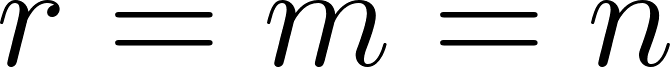 r = m = n